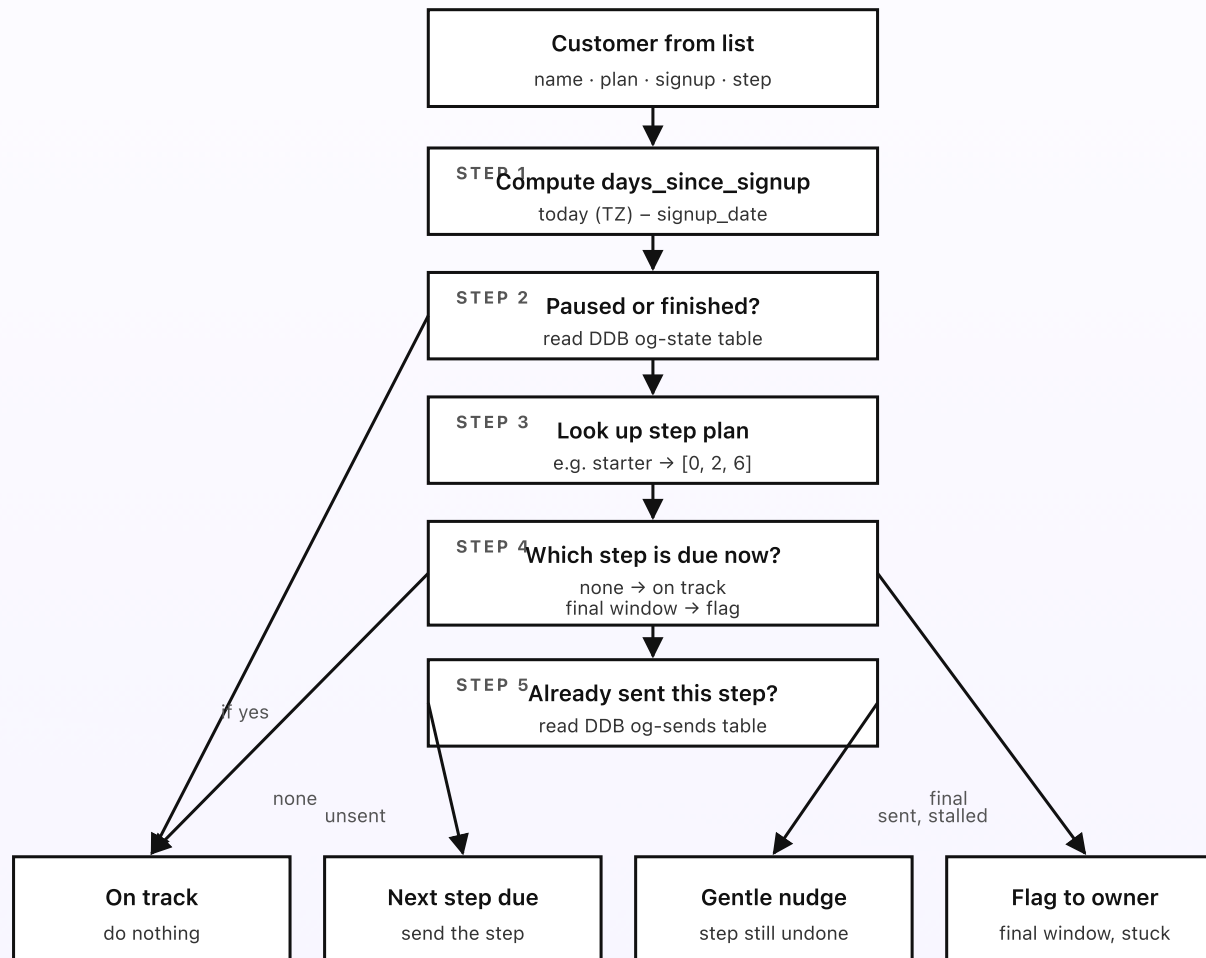 Customer from list
name · plan · signup · step
STEP 1
Compute days_since_signup
today (TZ) – signup_date
STEP 2
Paused or finished?
read DDB og-state table
STEP 3
Look up step plan
e.g. starter → [0, 2, 6]
STEP 4
Which step is due now?
none → on track
final window → flag
STEP 5
Already sent this step?
read DDB og-sends table
if yes
none
unsent
final
sent, stalled
On track
do nothing
Next step due
send the step
Gentle nudge
step still undone
Flag to owner
final window, stuck